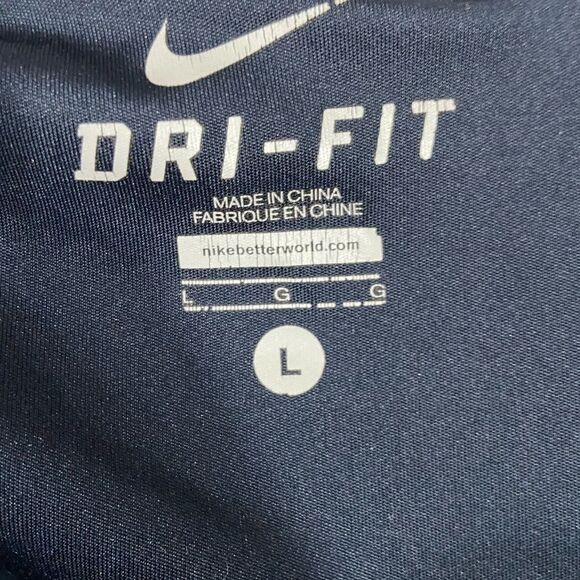 DRI-FIT
MADE IN CHINA
FABRIQUE EN CHINE
nikebetterworld.com
L G G
L